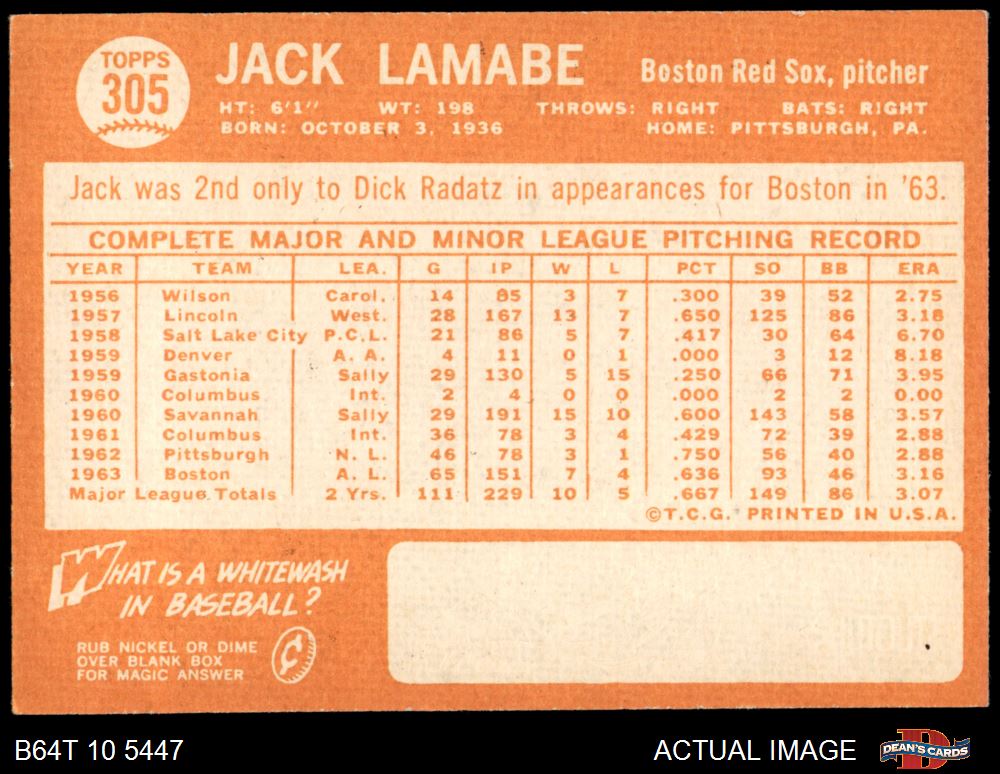 TOPPS
305
JACK LAMABE
Boston Red Sox, pitcher
HT: 6'1" WT: 198 THROWS: RIGHT BATS: RIGHT
BORN: OCTOBER 3, 1936 HOME: PITTSBURGH, PA.
Jack was 2nd only to Dick Radatz in appearances for Boston in '63.
COMPLETE MAJOR AND MINOR LEAGUE PITCHING RECORD
YEAR TEAM LEA. G IP W L PCT SO BB ERA
1956 Wilson Carol. 14 85 3 7 .300 39 52 2.75
1957 Lincoln West. 28 167 13 7 .650 125 86 3.18
1958 Salt Lake City P.C.L. 21 86 5 7 .417 30 64 6.70
1959 Denver A. A. 4 11 0 1 .000 3 12 8.18
1959 Gastonia Sally 29 130 5 15 .250 66 71 3.95
1960 Columbus Int. 2 4 0 0 .000 2 2 0.00
1960 Savannah Sally 29 191 15 10 .600 143 58 3.57
1961 Columbus Int. 36 78 3 4 .429 72 39 2.88
1962 Pittsburgh N. L. 46 78 3 1 .750 56 40 2.88
1963 Boston A. L. 65 151 7 4 .636 93 46 3.16
Major League Totals 2 Yrs. 111 229 10 5 .667 149 86 3.07
©T.C.G. PRINTED IN U.S.A.
WHAT IS A WHITEWASH
IN BASEBALL?
RUB NICKEL OR DIME
OVER BLANK BOX
FOR MAGIC ANSWER
¢
B64T 10 5447
ACTUAL IMAGE
DEAN'S CARDS